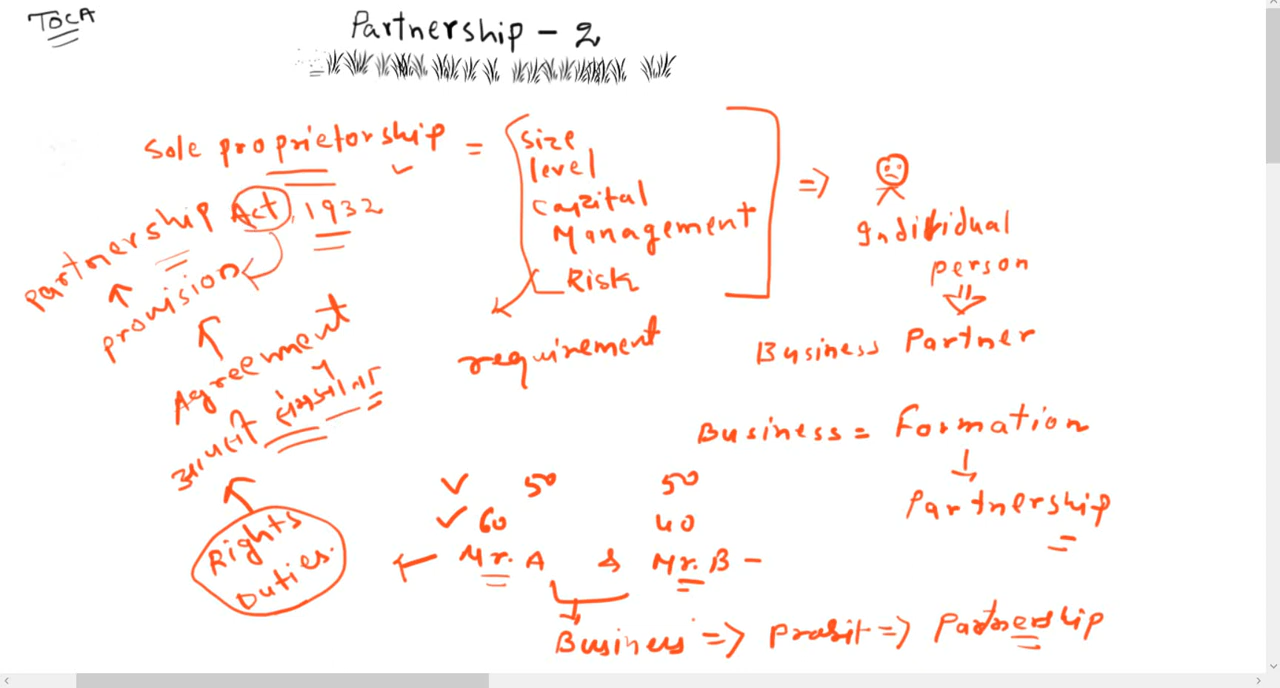 TOCA
Partnership - 2
Sole proprietorship = [ size
level
Capital
Management
Risk ] => Individual
person
Business Partner
Partnership Act, 1932
provision
Agreement
requirement
Business = Formation
Partnership
50 50
60 40
Mr. A & Mr. B -
Rights
Duties.
Business => Profit => Partnership